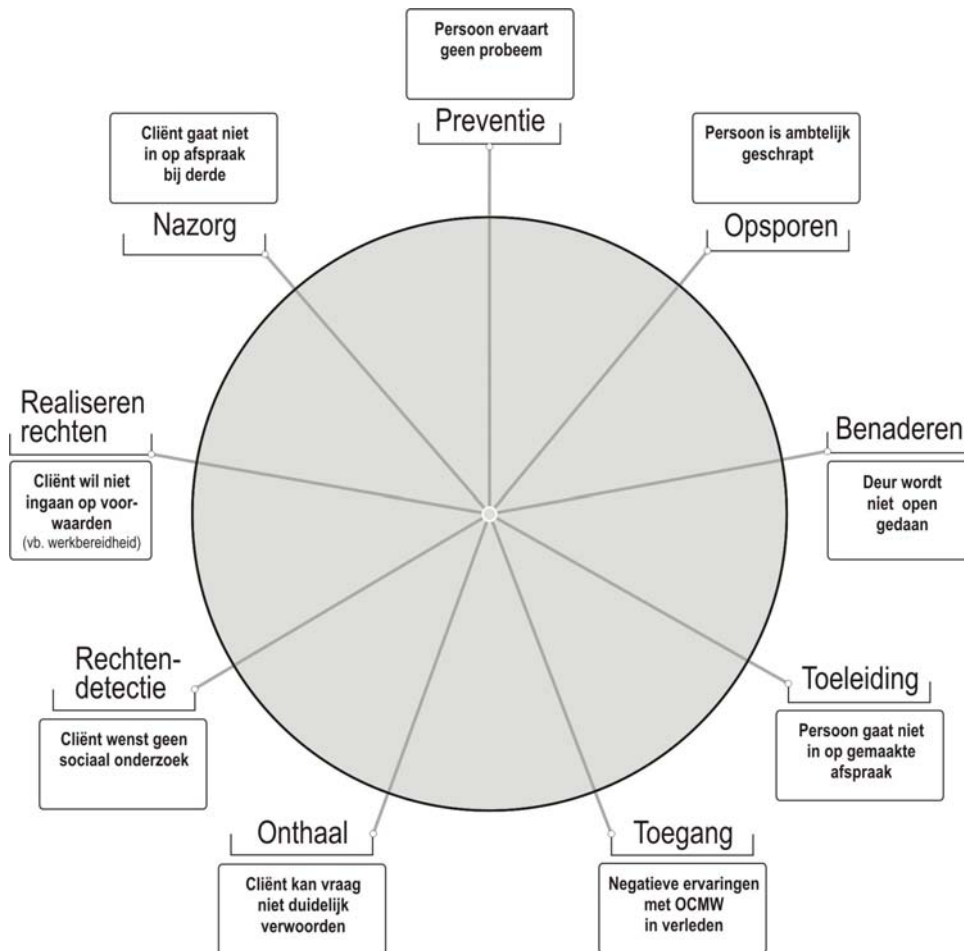 Persoon ervaart
geen probeem
Preventie
Persoon is ambtelijk
geschrapt
Opsporen
Benaderen
Deur wordt
niet open
gedaan
Toeleiding
Persoon gaat niet
in op gemaakte
afspraak
Toegang
Negatieve ervaringen
met OCMW
in verleden
Onthaal
Cliënt kan vraag
niet duidelijk
verwoorden
Rechten-
detectie
Cliënt wenst geen
sociaal onderzoek
Realiseren
rechten
Cliënt wil niet
ingaan op voor-
waarden
(vb. werkbereidheid)
Cliënt gaat niet
in op afspraak
bij derde
Nazorg